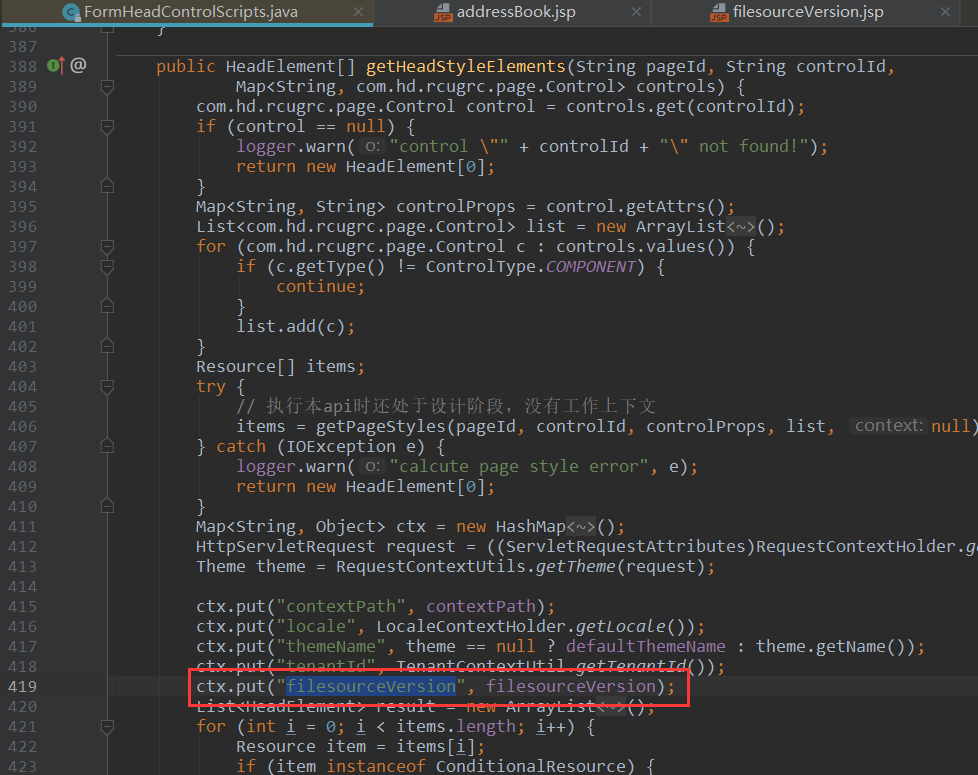 FormHeadControlScripts.java
addressBook.jsp
filesourceVersion.jsp
386 }
387
388 public HeadElement[] getHeadStyleElements(String pageId, String controlId,
389 Map<String, com.hd.rcugrc.page.Control> controls) {
390 com.hd.rcugrc.page.Control control = controls.get(controlId);
391 if (control == null) {
392 logger.warn( o: "control \"" + controlId + "\" not found!");
393 return new HeadElement[0];
394 }
395 Map<String, String> controlProps = control.getAttrs();
396 List<com.hd.rcugrc.page.Control> list = new ArrayList<~>();
397 for (com.hd.rcugrc.page.Control c : controls.values()) {
398 if (c.getType() != ControlType.COMPONENT) {
399 continue;
400 }
401 list.add(c);
402 }
403 Resource[] items;
404 try {
405 // 执行本api时还处于设计阶段，没有工作上下文
406 items = getPageStyles(pageId, controlId, controlProps, list, context: null)
407 } catch (IOException e) {
408 logger.warn( o: "calcute page style error", e);
409 return new HeadElement[0];
410 }
411 Map<String, Object> ctx = new HashMap<~>();
412 HttpServletRequest request = ((ServletRequestAttributes)RequestContextHolder.ge
413 Theme theme = RequestContextUtils.getTheme(request);
414
415 ctx.put("contextPath", contextPath);
416 ctx.put("locale", LocaleContextHolder.getLocale());
417 ctx.put("themeName", theme == null ? defaultThemeName : theme.getName());
418 ctx.put("tenantId", TenantContextUtil.getTenantId());
419 ctx.put("filesourceVersion", filesourceVersion);
420 List<HeadElement> result = new ArrayList<~>();
421 for (int i = 0; i < items.length; i++) {
422 Resource item = items[i];
423 if (item instanceof ConditionalResource) {